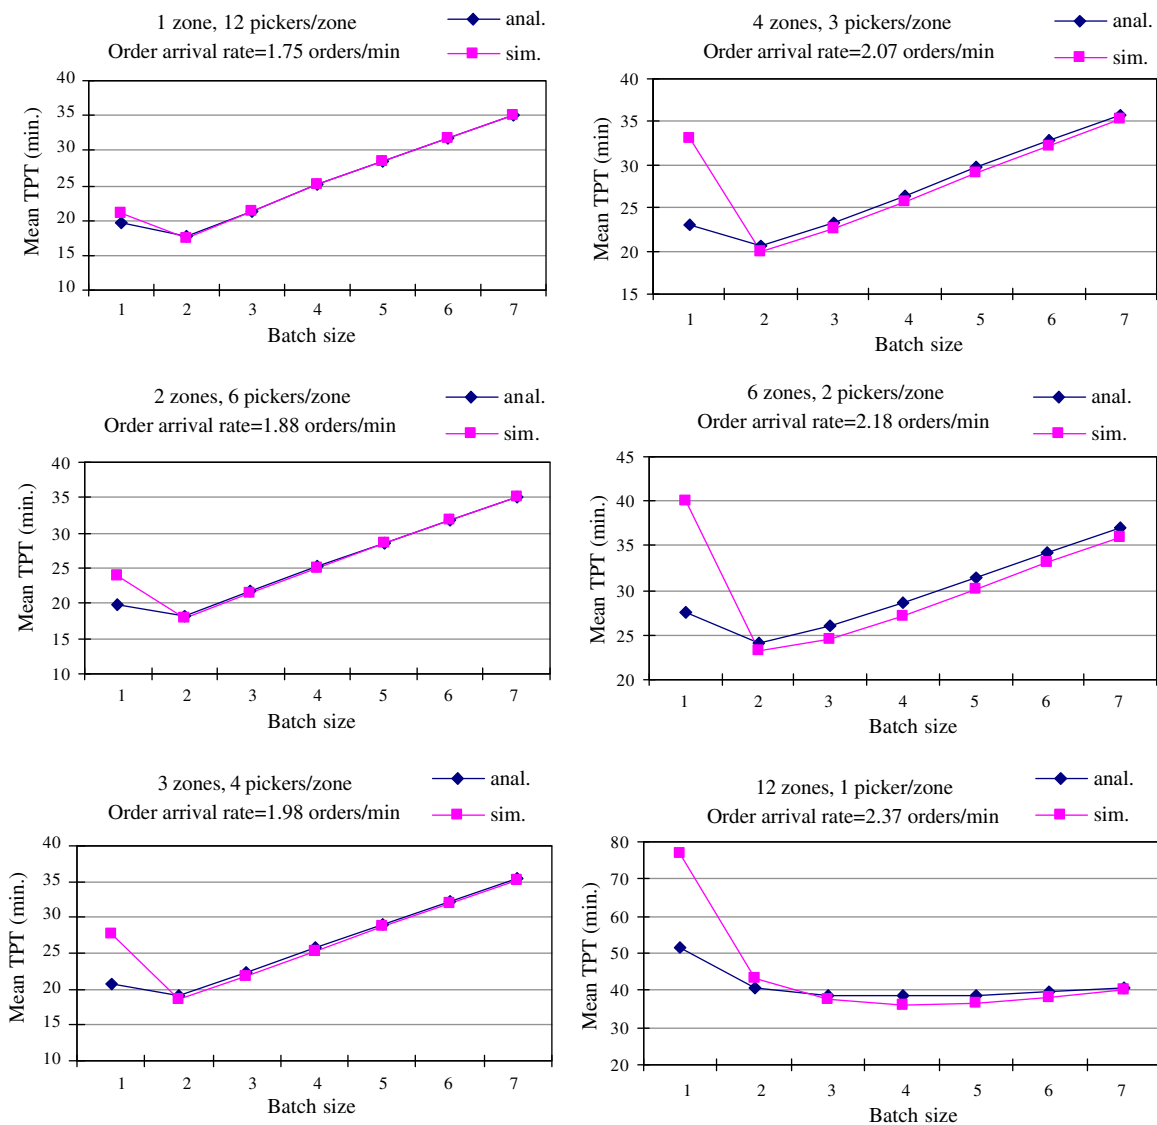 1 zone, 12 pickers/zone
Order arrival rate=1.75 orders/min
anal.
sim.
Mean TPT (min.)
40
35
30
25
20
15
10
1 2 3 4 5 6 7
Batch size
4 zones, 3 pickers/zone
Order arrival rate=2.07 orders/min
anal.
sim.
Mean TPT (min)
40
35
30
25
20
15
1 2 3 4 5 6 7
Batch size
2 zones, 6 pickers/zone
Order arrival rate=1.88 orders/min
anal.
sim.
Mean TPT (min.)
40
35
30
25
20
15
10
1 2 3 4 5 6 7
Batch size
6 zones, 2 pickers/zone
Order arrival rate=2.18 orders/min
anal.
sim.
Mean TPT (min.)
45
40
35
30
25
20
1 2 3 4 5 6 7
Batch size
3 zones, 4 pickers/zone
Order arrival rate=1.98 orders/min
anal.
sim.
Mean TPT (min.)
40
35
30
25
20
15
10
1 2 3 4 5 6 7
Batch size
12 zones, 1 picker/zone
Order arrival rate=2.37 orders/min
anal.
sim.
Mean TPT (min.)
80
70
60
50
40
30
20
1 2 3 4 5 6 7
Batch size